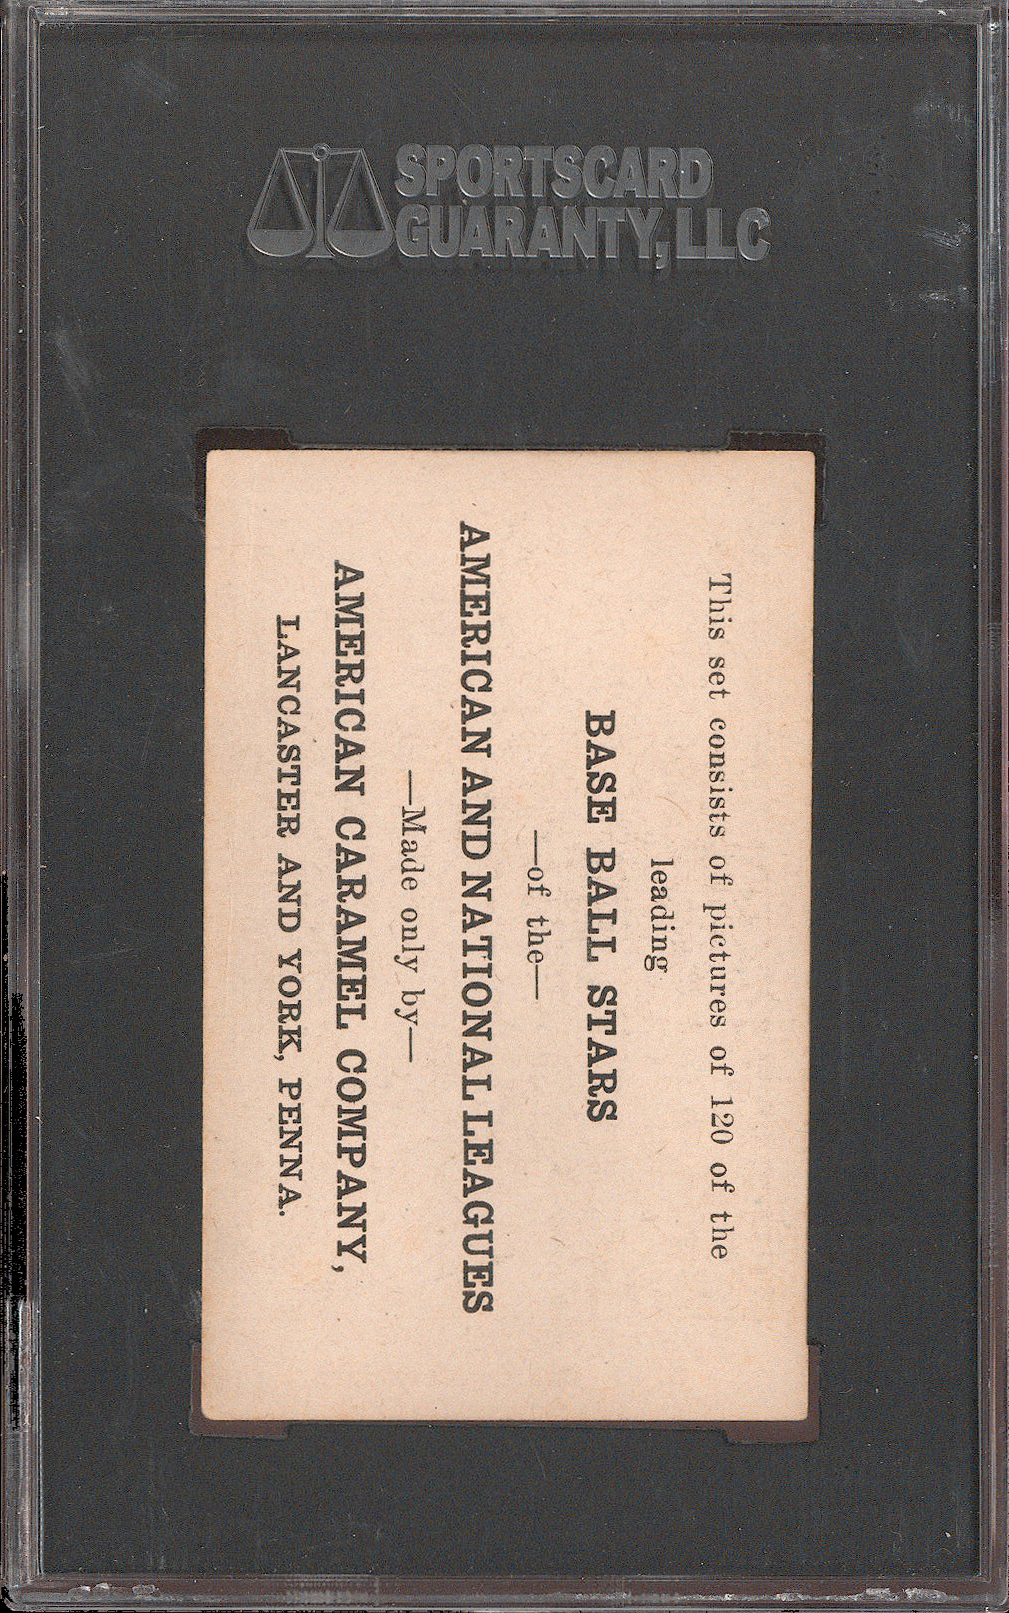 SPORTSCARD
GUARANTY, LLC
This set consists of pictures of 120 of the
leading
BASE BALL STARS
—of the—
AMERICAN AND NATIONAL LEAGUES
—Made only by—
AMERICAN CARAMEL COMPANY,
LANCASTER AND YORK, PENNA.